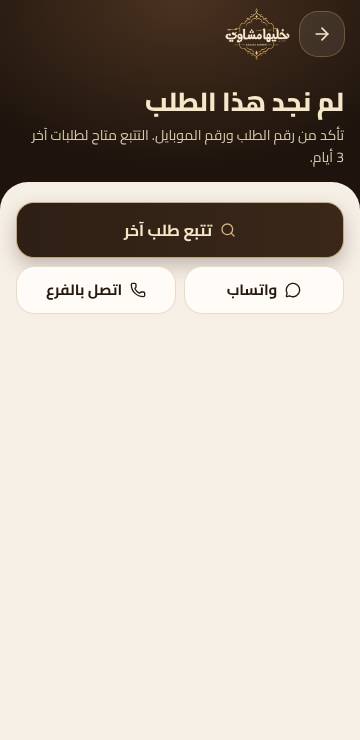 خليها مشاوي
لم نجد هذا الطلب
تأكد من رقم الطلب ورقم الموبايل. التتبع متاح لطلبات آخر
3 أيام.
تتبع طلب آخر
واتساب
اتصل بالفرع